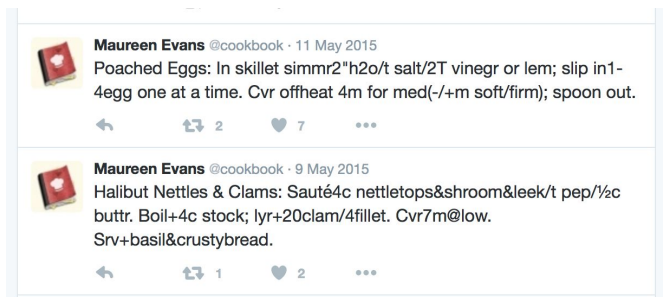 Maureen Evans @cookbook · 11 May 2015
Poached Eggs: In skillet simmr2"h2o/t salt/2T vinegr or lem; slip in1-
4egg one at a time. Cvr offheat 4m for med(-/+m soft/firm); spoon out.
2 7
Maureen Evans @cookbook · 9 May 2015
Halibut Nettles & Clams: Sauté4c nettletops&shroom&leek/t pep/½c
buttr. Boil+4c stock; lyr+20clam/4fillet. Cvr7m@low.
Srv+basil&crustybread.
1 2